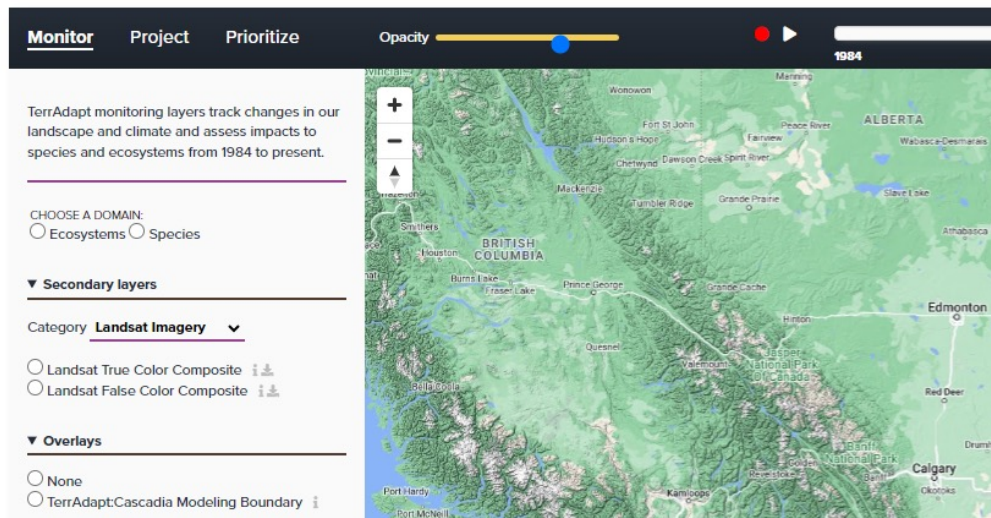 Monitor Project Prioritize Opacity 1984
TerrAdapt monitoring layers track changes in our
landscape and climate and assess impacts to
species and ecosystems from 1984 to present.
CHOOSE A DOMAIN:
Ecosystems Species
Secondary layers
Category Landsat Imagery
Landsat True Color Composite
Landsat False Color Composite
Overlays
None
TerrAdapt:Cascadia Modeling Boundary
Manning
Wonowon
Fort St John
Peace River
ALBERTA
Hudson's Hope
Fairview
Wabasca-Desmarais
Chetwynd
Dawson Creek
Spirit River
Mackenzie
Slave Lake
Tumbler Ridge
Grande Prairie
Hazelton
Smithers
Athabasca
BRITISH
COLUMBIA
Houston
Burns Lake
Fraser Lake
Prince George
Grande Cache
Edmonton
Hinton
Quesnel
Jasper
National Park
Of Canada
Valemount
Bella Coola
Red Deer
Banff
National Park
Golden
Banff
Revelstoke
Calgary
Okotoks
Kamloops
Port Hardy
Port McNeill